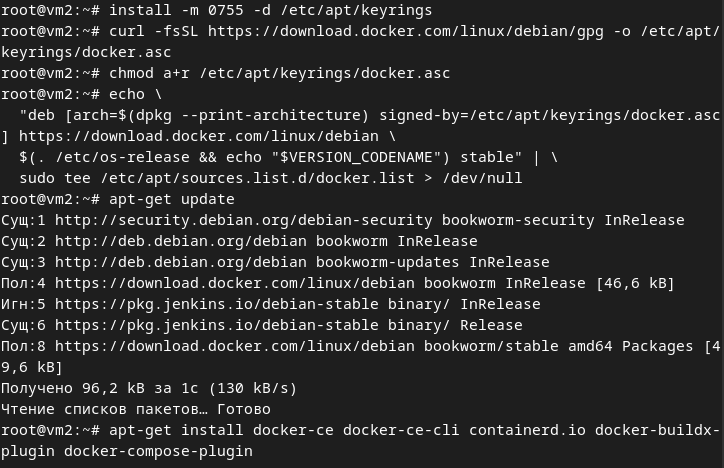 root@vm2:~# install -m 0755 -d /etc/apt/keyrings
root@vm2:~# curl -fsSL https://download.docker.com/linux/debian/gpg -o /etc/apt/
keyrings/docker.asc
root@vm2:~# chmod a+r /etc/apt/keyrings/docker.asc
root@vm2:~# echo \
  "deb [arch=$(dpkg --print-architecture) signed-by=/etc/apt/keyrings/docker.asc
] https://download.docker.com/linux/debian \
  $(. /etc/os-release && echo "$VERSION_CODENAME") stable" | \
  sudo tee /etc/apt/sources.list.d/docker.list > /dev/null
root@vm2:~# apt-get update
Сущ:1 http://security.debian.org/debian-security bookworm-security InRelease
Сущ:2 http://deb.debian.org/debian bookworm InRelease
Сущ:3 http://deb.debian.org/debian bookworm-updates InRelease
Пол:4 https://download.docker.com/linux/debian bookworm InRelease [46,6 kB]
Игн:5 https://pkg.jenkins.io/debian-stable binary/ InRelease
Сущ:6 https://pkg.jenkins.io/debian-stable binary/ Release
Пол:8 https://download.docker.com/linux/debian bookworm/stable amd64 Packages [4
9,6 kB]
Получено 96,2 kB за 1с (130 kB/s)
Чтение списков пакетов… Готово
root@vm2:~# apt-get install docker-ce docker-ce-cli containerd.io docker-buildx-
plugin docker-compose-plugin